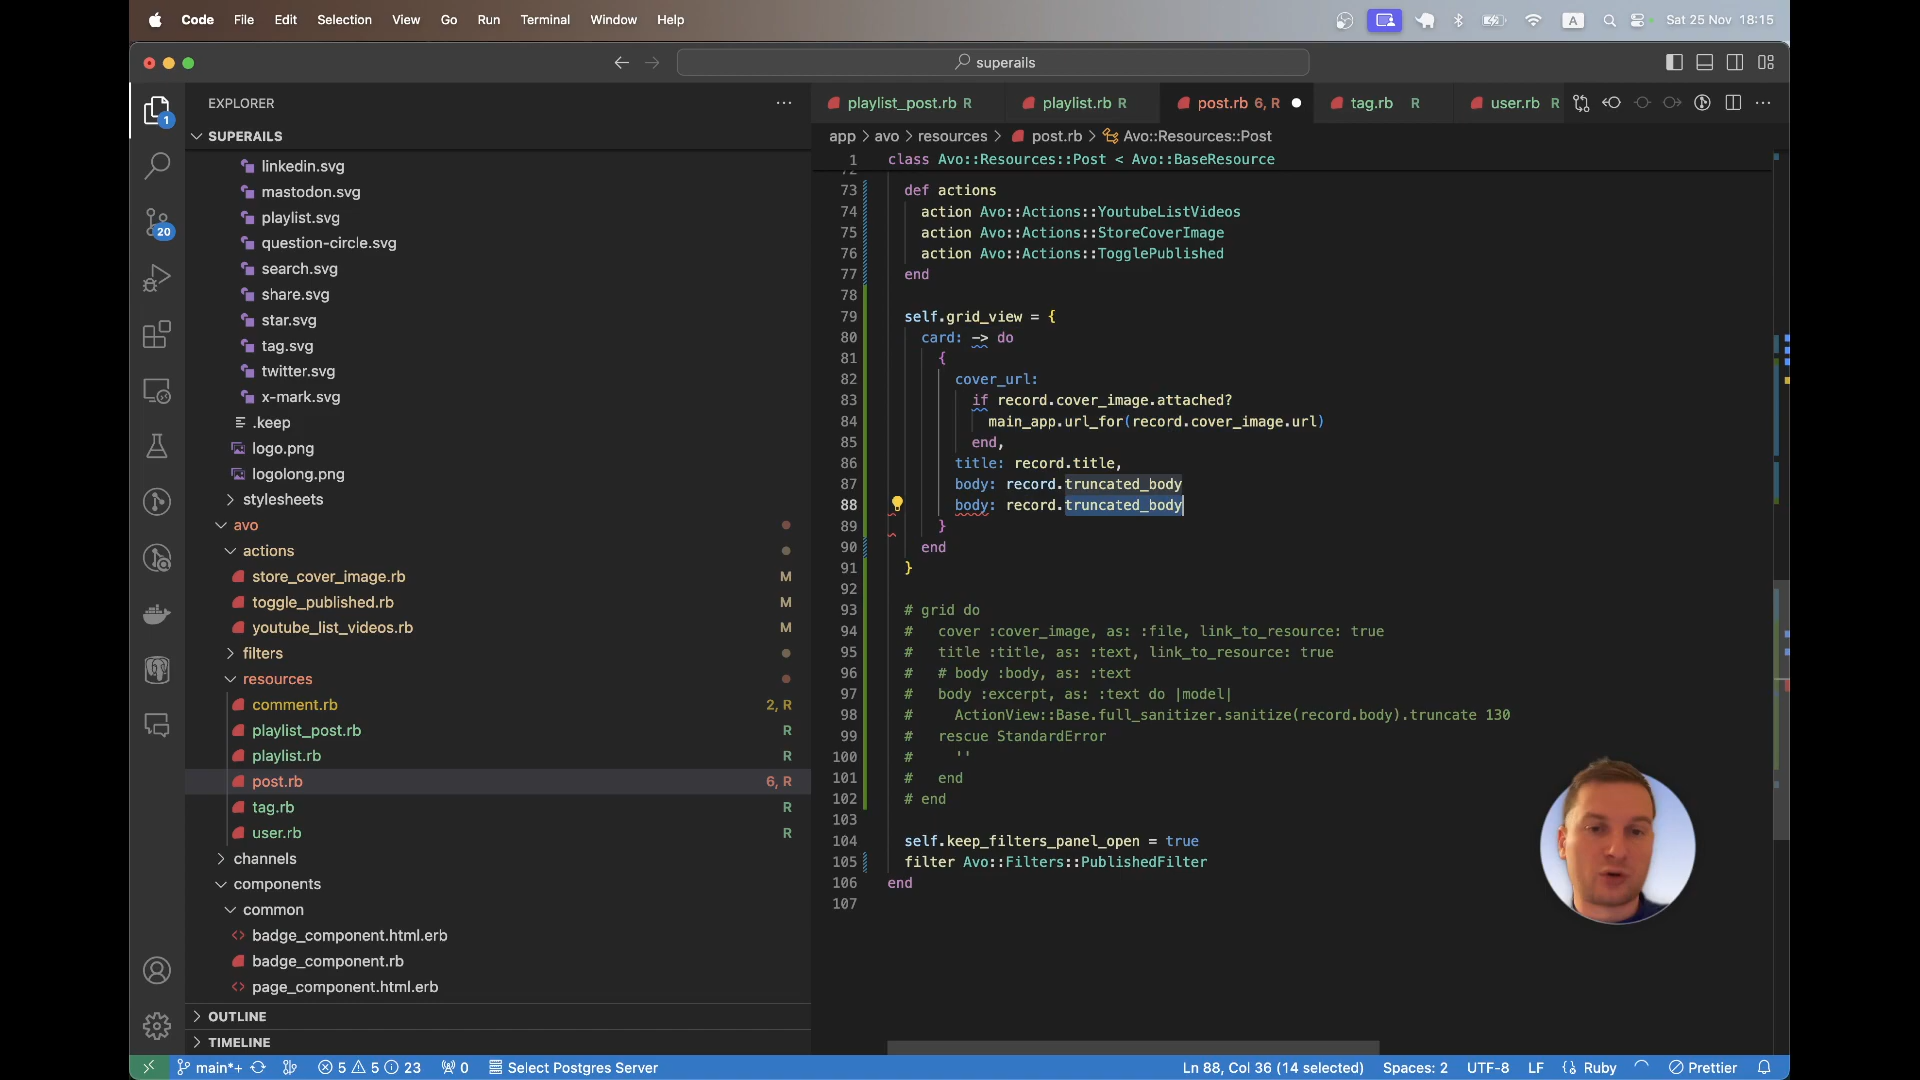 Code File Edit Selection View Go Run Terminal Window Help
A Sat 25 Nov 18:15
superails
EXPLORER
SUPERAILS
linkedin.svg
mastodon.svg
playlist.svg
question-circle.svg
search.svg
share.svg
star.svg
tag.svg
twitter.svg
x-mark.svg
.keep
logo.png
logolong.png
stylesheets
avo
actions
store_cover_image.rb M
toggle_published.rb M
youtube_list_videos.rb M
filters
resources
comment.rb 2, R
playlist_post.rb R
playlist.rb R
post.rb 6, R
tag.rb R
user.rb R
channels
components
common
badge_component.html.erb
badge_component.rb
page_component.html.erb
OUTLINE
TIMELINE
1
20
playlist_post.rb R playlist.rb R post.rb 6, R tag.rb R user.rb R
app > avo > resources > post.rb > Avo::Resources::Post
1 class Avo::Resources::Post < Avo::BaseResource
72
73 def actions
74 action Avo::Actions::YoutubeListVideos
75 action Avo::Actions::StoreCoverImage
76 action Avo::Actions::TogglePublished
77 end
78
79 self.grid_view = {
80 card: -> do
81 {
82 cover_url:
83 if record.cover_image.attached?
84 main_app.url_for(record.cover_image.url)
85 end,
86 title: record.title,
87 body: record.truncated_body
88 body: record.truncated_body
89 }
90 end
91 }
92
93 # grid do
94 # cover :cover_image, as: :file, link_to_resource: true
95 # title :title, as: :text, link_to_resource: true
96 # # body :body, as: :text
97 # body :excerpt, as: :text do |model|
98 # ActionView::Base.full_sanitizer.sanitize(record.body).truncate 130
99 # rescue StandardError
100 # ''
101 # end
102 # end
103
104 self.keep_filters_panel_open = true
105 filter Avo::Filters::PublishedFilter
106 end
107
main*+ 5 5 23 0 Select Postgres Server Ln 88, Col 36 (14 selected) Spaces: 2 UTF-8 LF {} Ruby Prettier